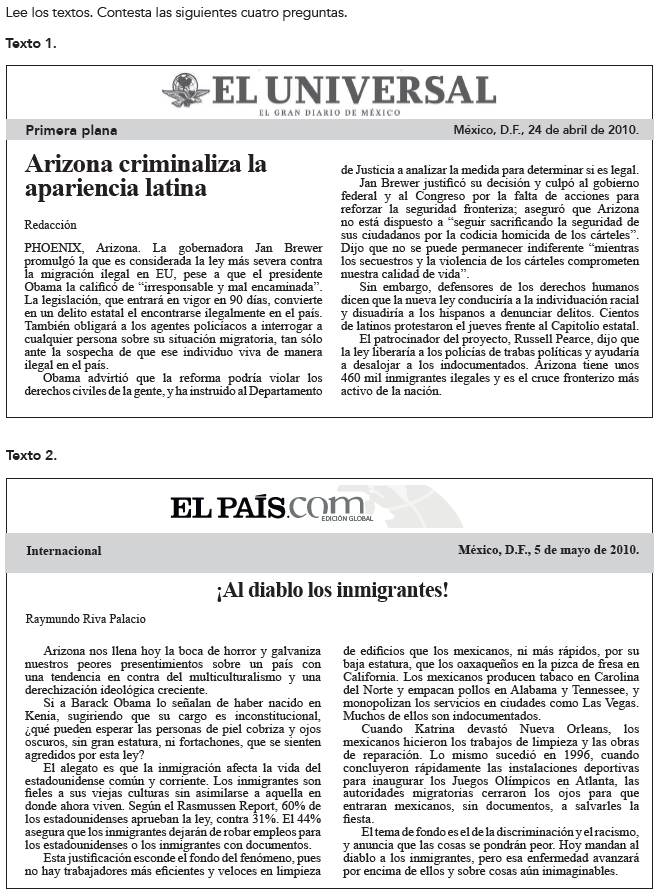 Lee los textos. Contesta las siguientes cuatro preguntas.
Texto 1.
EL UNIVERSAL
EL GRAN DIARIO DE MÉXICO
Primera plana
México, D.F., 24 de abril de 2010.
Arizona criminaliza la
apariencia latina
Redacción
PHOENIX, Arizona. La gobernadora Jan Brewer
promulgó la que es considerada la ley más severa contra
la migración ilegal en EU, pese a que el presidente
Obama la calificó de “irresponsable y mal encaminada”.
La legislación, que entrará en vigor en 90 días, convierte
en un delito estatal el encontrarse ilegalmente en el país.
También obligará a los agentes policíacos a interrogar a
cualquier persona sobre su situación migratoria, tan sólo
ante la sospecha de que ese individuo viva de manera
ilegal en el país.
Obama advirtió que la reforma podría violar los
derechos civiles de la gente, y ha instruido al Departamento
de Justicia a analizar la medida para determinar si es legal.
Jan Brewer justificó su decisión y culpó al gobierno
federal y al Congreso por la falta de acciones para
reforzar la seguridad fronteriza; aseguró que Arizona
no está dispuesto a “seguir sacrificando la seguridad de
sus ciudadanos por la codicia homicida de los cárteles”.
Dijo que no se puede permanecer indiferente “mientras
los secuestros y la violencia de los cárteles comprometen
nuestra calidad de vida”.
Sin embargo, defensores de los derechos humanos
dicen que la nueva ley conduciría a la individuación racial
y disuadiría a los hispanos a denunciar delitos. Cientos
de latinos protestaron el jueves frente al Capitolio estatal.
El patrocinador del proyecto, Russell Pearce, dijo que
la ley liberaría a los policías de trabas políticas y ayudaría
a desalojar a los indocumentados. Arizona tiene unos
460 mil inmigrantes ilegales y es el cruce fronterizo más
activo de la nación.
Texto 2.
EL PAÍS.com
EDICIÓN GLOBAL
Internacional
México, D.F., 5 de mayo de 2010.
¡Al diablo los inmigrantes!
Raymundo Riva Palacio
Arizona nos llena hoy la boca de horror y galvaniza
nuestros peores presentimientos sobre un país con
una tendencia en contra del multiculturalismo y una
derechización ideológica creciente.
Si a Barack Obama lo señalan de haber nacido en
Kenia, sugiriendo que su cargo es inconstitucional,
¿qué pueden esperar las personas de piel cobriza y ojos
oscuros, sin gran estatura, ni fortachones, que se sienten
agredidos por esta ley?
El alegato es que la inmigración afecta la vida del
estadounidense común y corriente. Los inmigrantes son
fieles a sus viejas culturas sin asimilarse a aquella en
donde ahora viven. Según el Rasmussen Report, 60% de
los estadounidenses aprueban la ley, contra 31%. El 44%
asegura que los inmigrantes dejarán de robar empleos para
los estadounidenses o los inmigrantes con documentos.
Esta justificación esconde el fondo del fenómeno, pues
no hay trabajadores más eficientes y veloces en limpieza
de edificios que los mexicanos, ni más rápidos, por su
baja estatura, que los oaxaqueños en la pizca de fresa en
California. Los mexicanos producen tabaco en Carolina
del Norte y empacan pollos en Alabama y Tennessee, y
monopolizan los servicios en ciudades como Las Vegas.
Muchos de ellos son indocumentados.
Cuando Katrina devastó Nueva Orleans, los
mexicanos hicieron los trabajos de limpieza y las obras
de reparación. Lo mismo sucedió en 1996, cuando
concluyeron rápidamente las instalaciones deportivas
para inaugurar los Juegos Olímpicos en Atlanta, las
autoridades migratorias cerraron los ojos para que
entraran mexicanos, sin documentos, a salvarles la
fiesta.
El tema de fondo es el de la discriminación y el racismo,
y anuncia que las cosas se pondrán peor. Hoy mandan al
diablo a los inmigrantes, pero esa enfermedad avanzará
por encima de ellos y sobre cosas aún inimaginables.